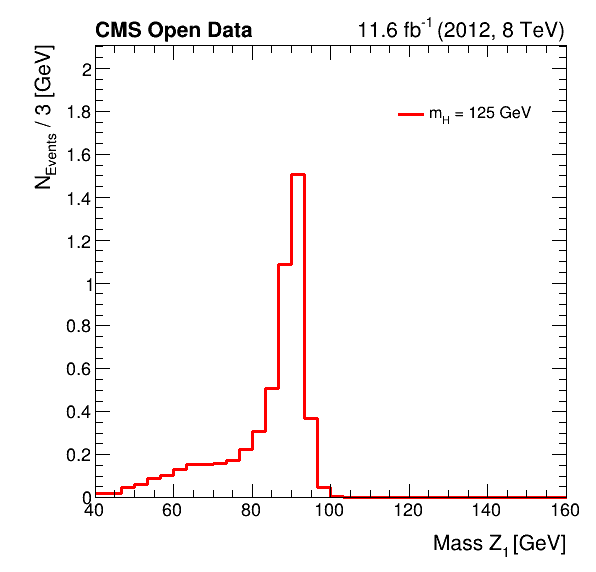 CMS Open Data 11.6 fb⁻¹ (2012, 8 TeV)
N_Events / 3 [GeV]
m_H = 125 GeV
2
1.8
1.6
1.4
1.2
1
0.8
0.6
0.4
0.2
0
40 60 80 100 120 140 160
Mass Z₁ [GeV]